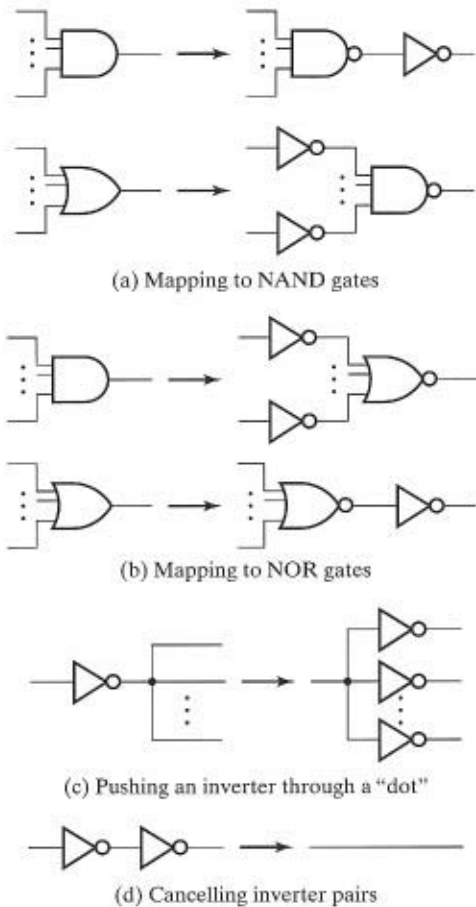 (a) Mapping to NAND gates
(b) Mapping to NOR gates
(c) Pushing an inverter through a “dot”
(d) Cancelling inverter pairs